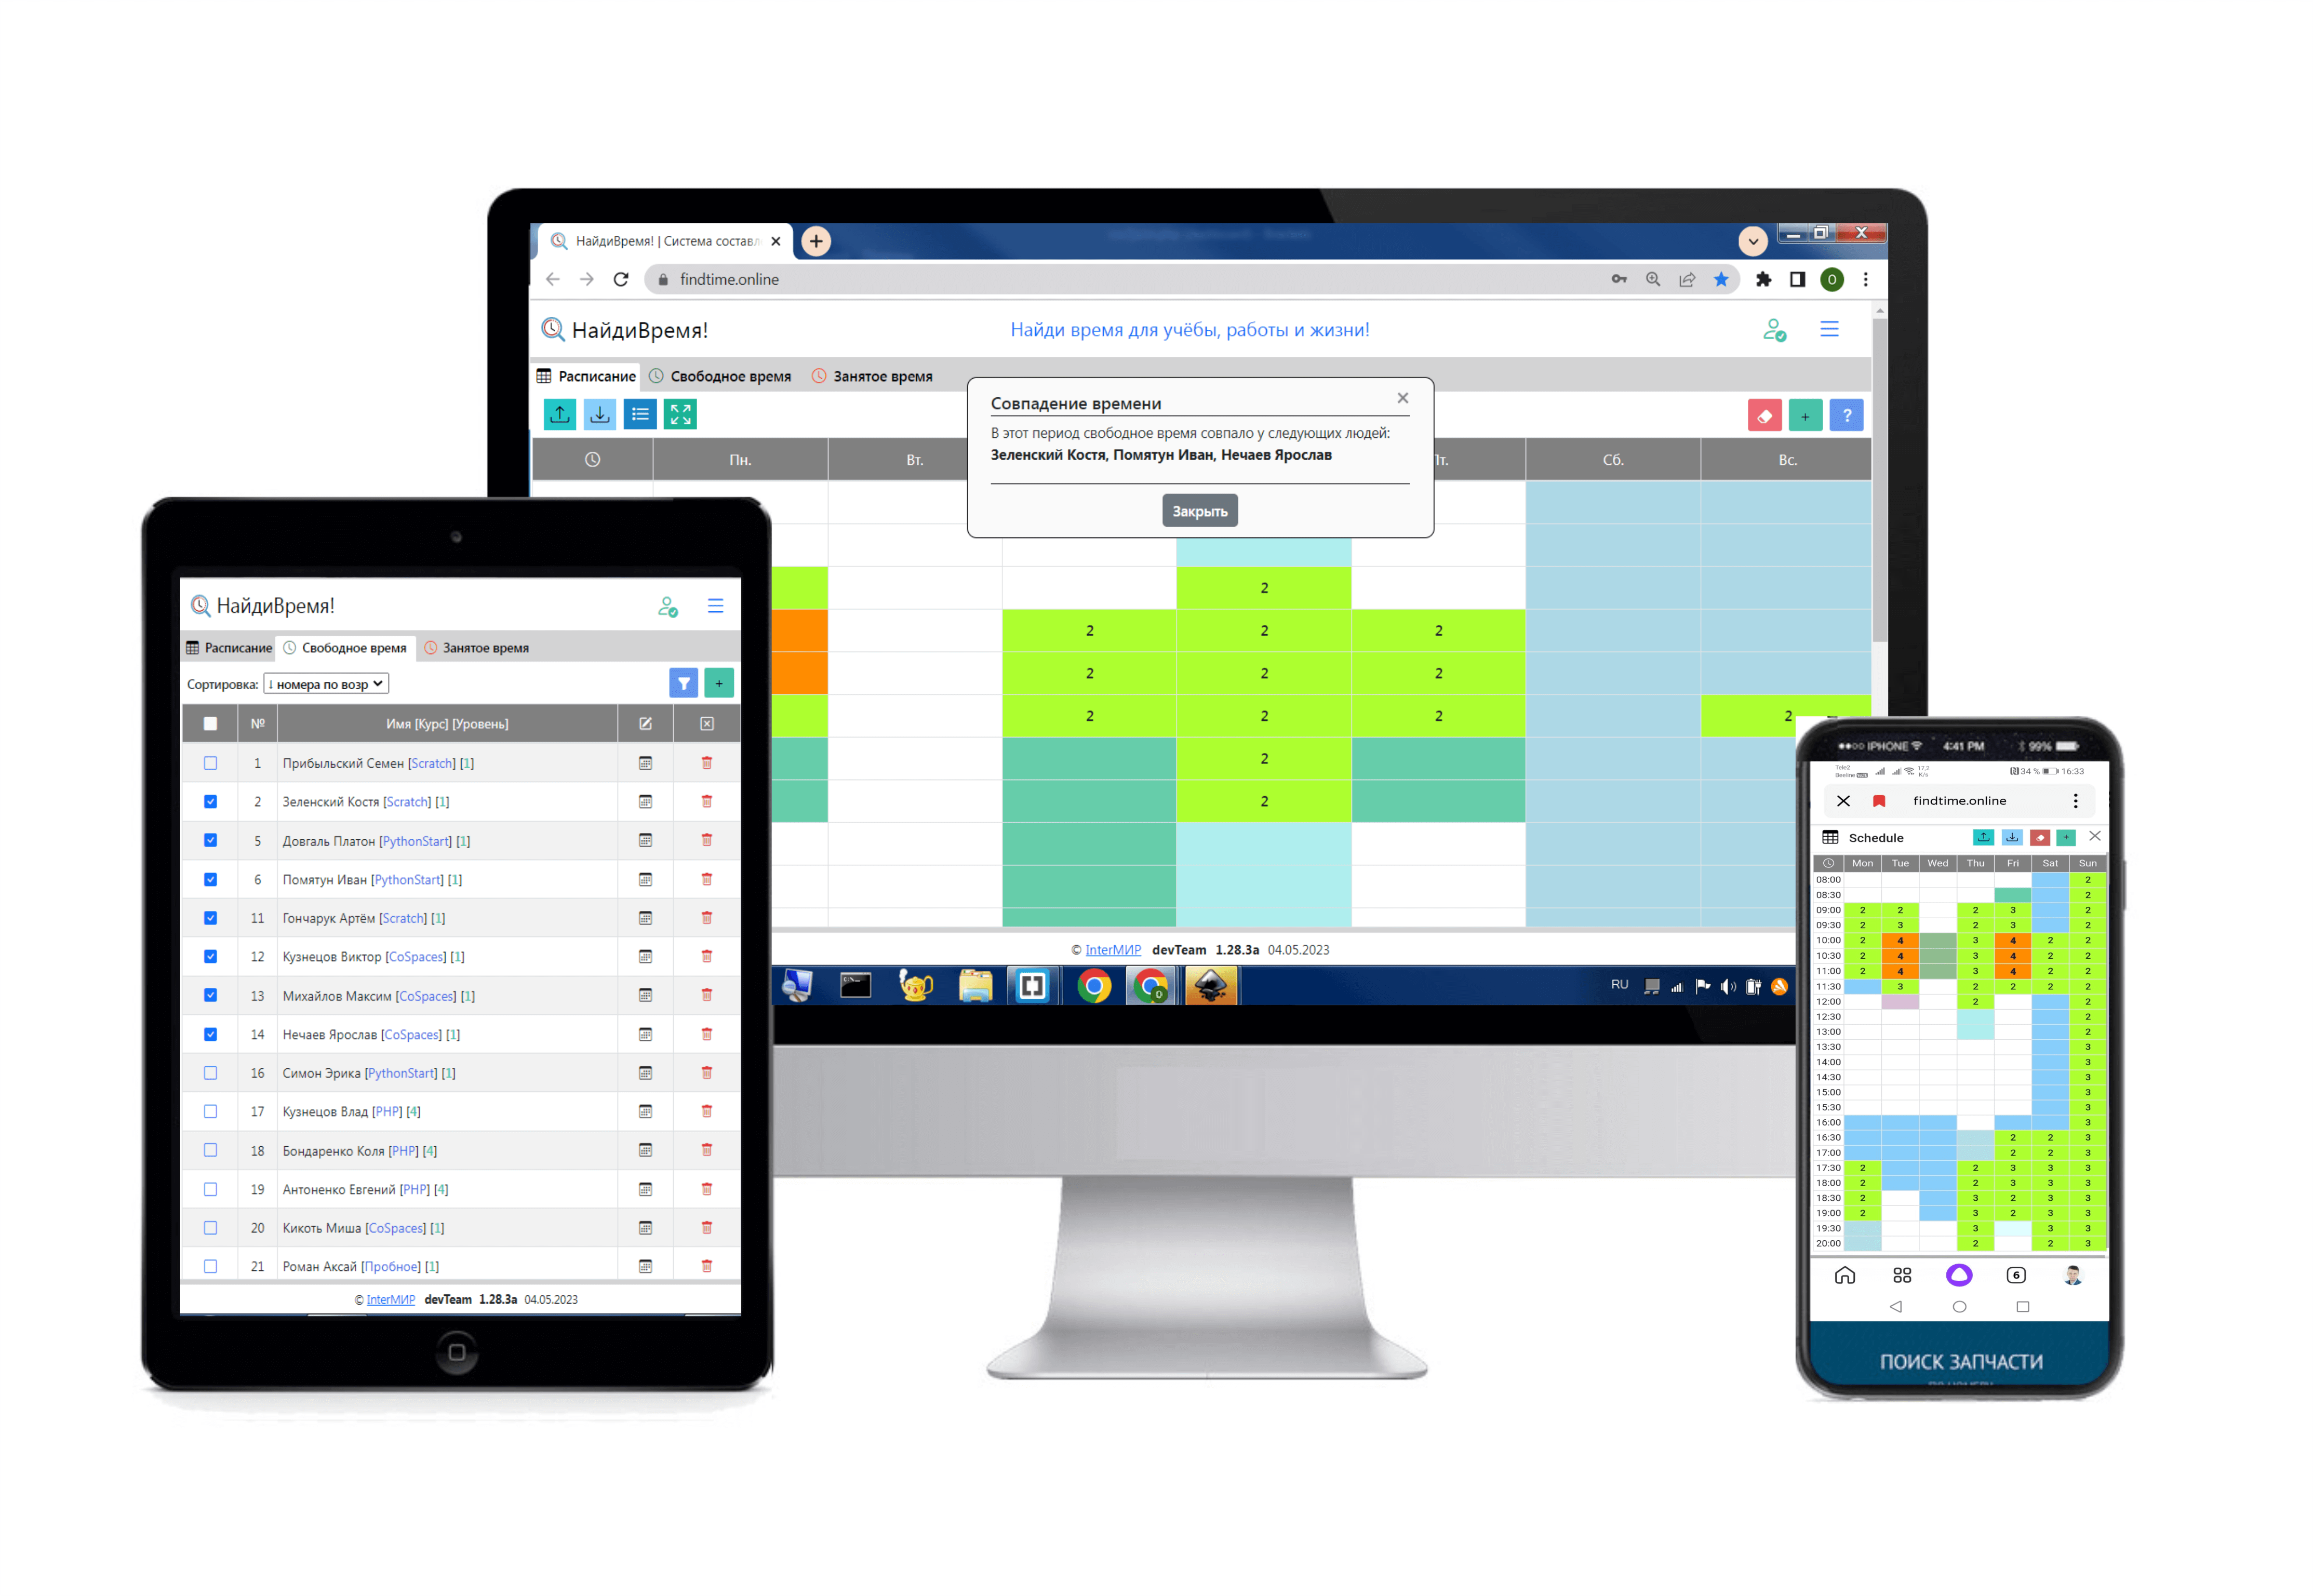 НайдиВремя! | Система составл
findtime.online
НайдиВремя!
Найди время для учёбы, работы и жизни!
Расписание Свободное время Занятое время
Совпадение времени
В этот период свободное время совпало у следующих людей:
Зеленский Костя, Помятун Иван, Нечаев Ярослав
Закрыть
?
Пн. Вт. Пт. Сб. Вс.
2
2 2 2
2 2 2
2 2 2 2
2
2
© InterМИР devTeam 1.28.3a 04.05.2023
RU
НайдиВремя!
Расписание Свободное время Занятое время
Сортировка: ↓ номера по возр
№ Имя [Курс] [Уровень]
1 Прибыльский Семен [Scratch] [1]
2 Зеленский Костя [Scratch] [1]
5 Довгаль Платон [PythonStart] [1]
6 Помятун Иван [PythonStart] [1]
11 Гончарук Артём [Scratch] [1]
12 Кузнецов Виктор [CoSpaces] [1]
13 Михайлов Максим [CoSpaces] [1]
14 Нечаев Ярослав [CoSpaces] [1]
16 Симон Эрика [PythonStart] [1]
17 Кузнецов Влад [PHP] [4]
18 Бондаренко Коля [PHP] [4]
19 Антоненко Евгений [PHP] [4]
20 Кикоть Миша [CoSpaces] [1]
21 Роман Аксай [Пробное] [1]
© InterМИР devTeam 1.28.3a 04.05.2023
IPHONE 4:41 PM 99%
Tele2
Beeline 17,2 K/s 34 % 16:33
findtime.online
Schedule
Mon Tue Wed Thu Fri Sat Sun
08:00 2
08:30 2
09:00 2 2 2 3 2
09:30 2 3 2 3 2
10:00 2 4 3 4 2 2
10:30 2 4 3 4 2 2
11:00 2 4 3 4 2 2
11:30 3 2 2 2 2
12:00 2 2
12:30 2
13:00 2
13:30 3
14:00 3
14:30 3
15:00 3
15:30 3
16:00 3
16:30 2 2 3
17:00 2 2 3
17:30 2 2 3 3 3
18:00 2 2 3 3 3
18:30 2 3 2 3 3
19:00 2 3 2 3 3
19:30 3 3 3
20:00 2 2 3
6
ПОИСК ЗАПЧАСТИ